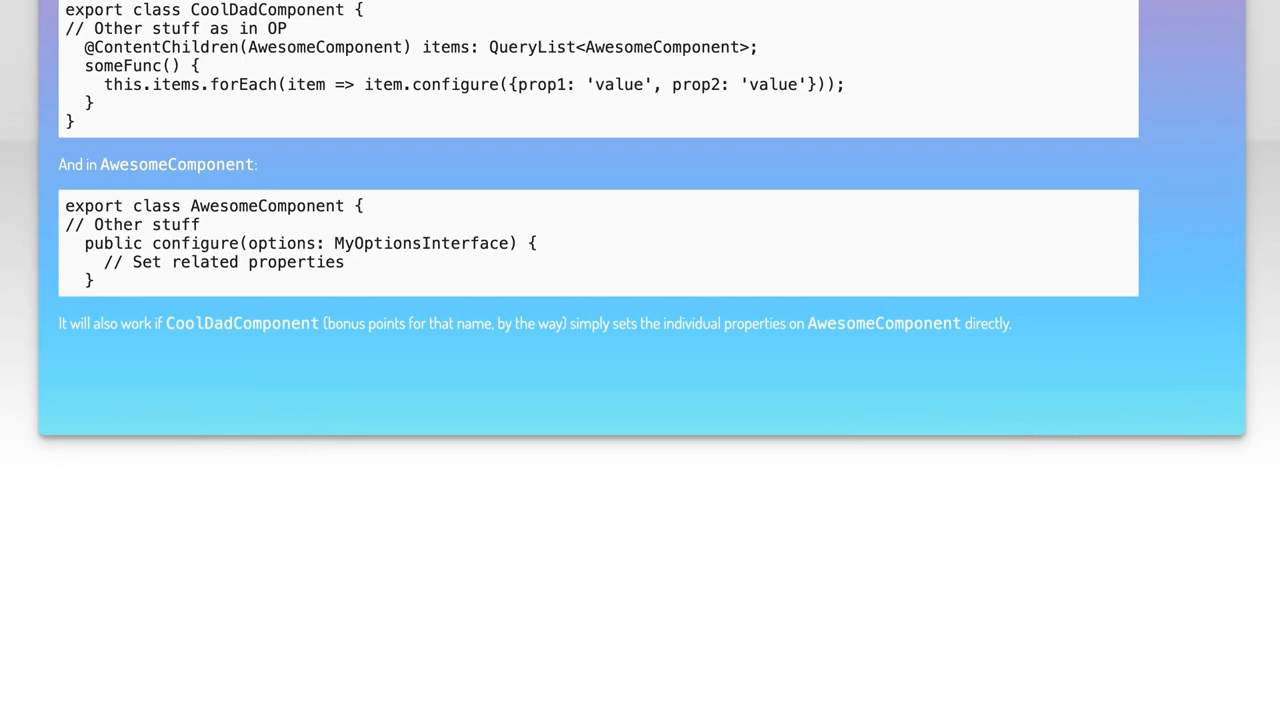 export class CoolDadComponent {
// Other stuff as in OP
  @ContentChildren(AwesomeComponent) items: QueryList<AwesomeComponent>;
  someFunc() {
    this.items.forEach(item => item.configure({prop1: 'value', prop2: 'value'}));
  }
}
And in AwesomeComponent:
export class AwesomeComponent {
// Other stuff
  public configure(options: MyOptionsInterface) {
    // Set related properties
  }
It will also work if CoolDadComponent (bonus points for that name, by the way) simply sets the individual properties on AwesomeComponent directly.